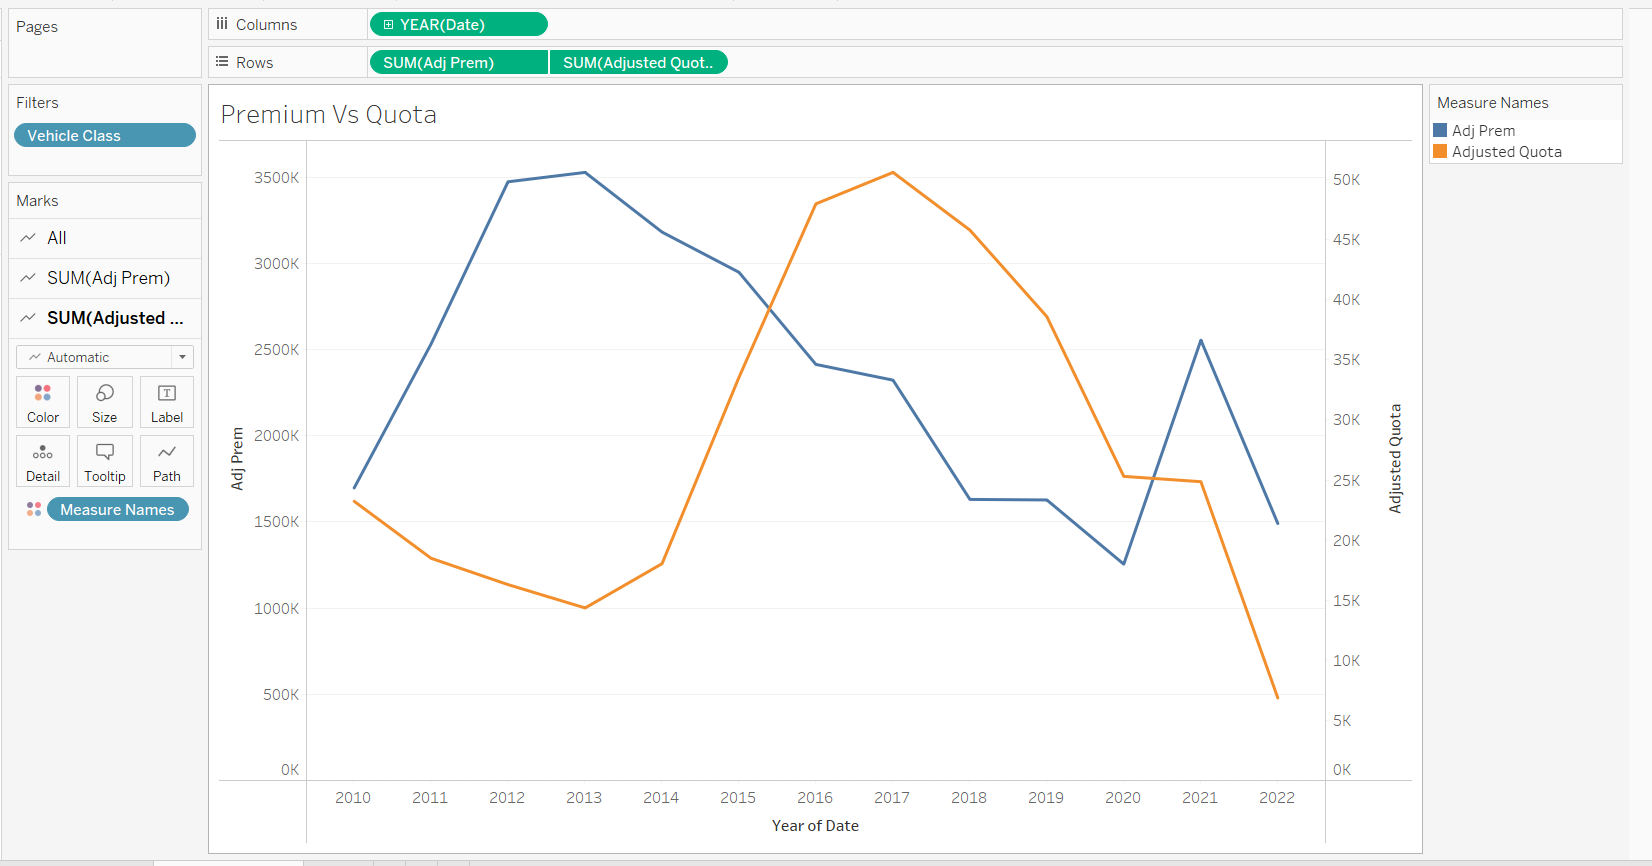 Pages
Columns
YEAR(Date)
Rows
SUM(Adj Prem)
SUM(Adjusted Quot..
Filters
Vehicle Class
Marks
All
SUM(Adj Prem)
SUM(Adjusted ...
Automatic
Color
Size
Label
Detail
Tooltip
Path
Measure Names
Premium Vs Quota
3500K
3000K
2500K
2000K
1500K
1000K
500K
0K
Adj Prem
50K
45K
40K
35K
30K
25K
20K
15K
10K
5K
0K
Adjusted Quota
2010 2011 2012 2013 2014 2015 2016 2017 2018 2019 2020 2021 2022
Year of Date
Measure Names
Adj Prem
Adjusted Quota